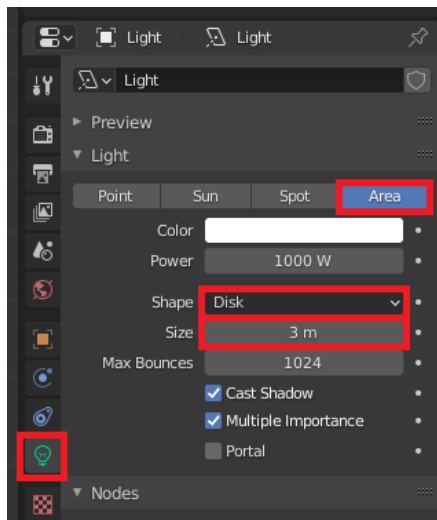 Light Light
Light
Preview
Light
Point Sun Spot Area
Color
Power 1000 W
Shape Disk
Size 3 m
Max Bounces 1024
Cast Shadow
Multiple Importance
Portal
Nodes